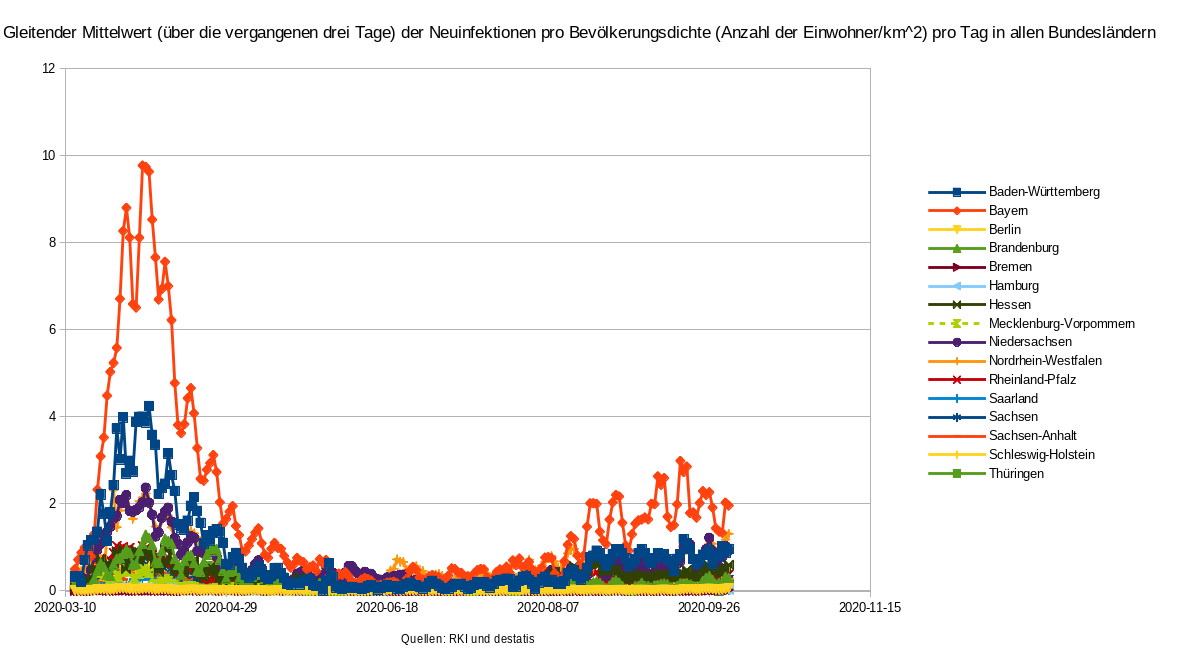 Gleitender Mittelwert (über die vergangenen drei Tage) der Neuinfektionen pro Bevölkerungsdichte (Anzahl der Einwohner/km^2) pro Tag in allen Bundesländern
12
10
8
6
4
2
0
2020-03-10 2020-04-29 2020-06-18 2020-08-07 2020-09-26 2020-11-15
Quellen: RKI und destatis
Baden-Württemberg
Bayern
Berlin
Brandenburg
Bremen
Hamburg
Hessen
Mecklenburg-Vorpommern
Niedersachsen
Nordrhein-Westfalen
Rheinland-Pfalz
Saarland
Sachsen
Sachsen-Anhalt
Schleswig-Holstein
Thüringen